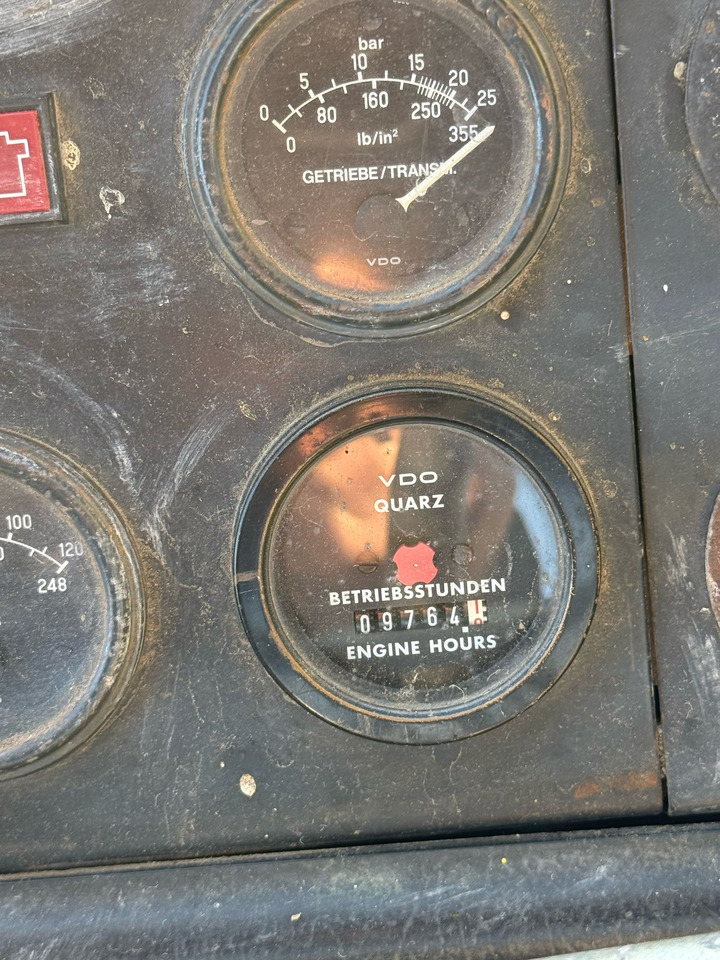 bar
0 5 10 15 20 25
0 80 160 250 355
lb/in²
GETRIEBE/TRANSM.
VDO
100 120
248
VDO
QUARZ
BETRIEBSSTUNDEN
09764
ENGINE HOURS